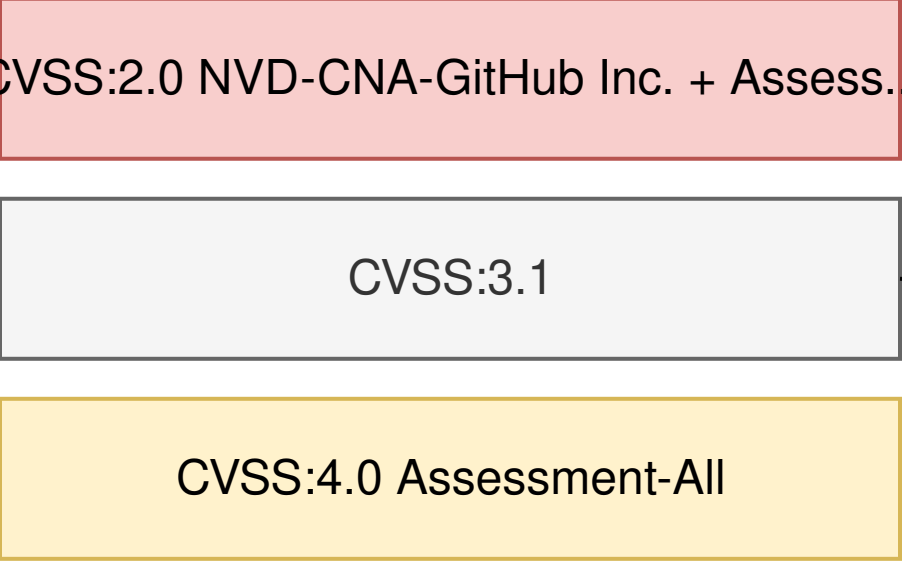 CVSS:2.0 NVD-CNA-GitHub Inc. + Assess...
CVSS:3.1
CVSS:4.0 Assessment-All